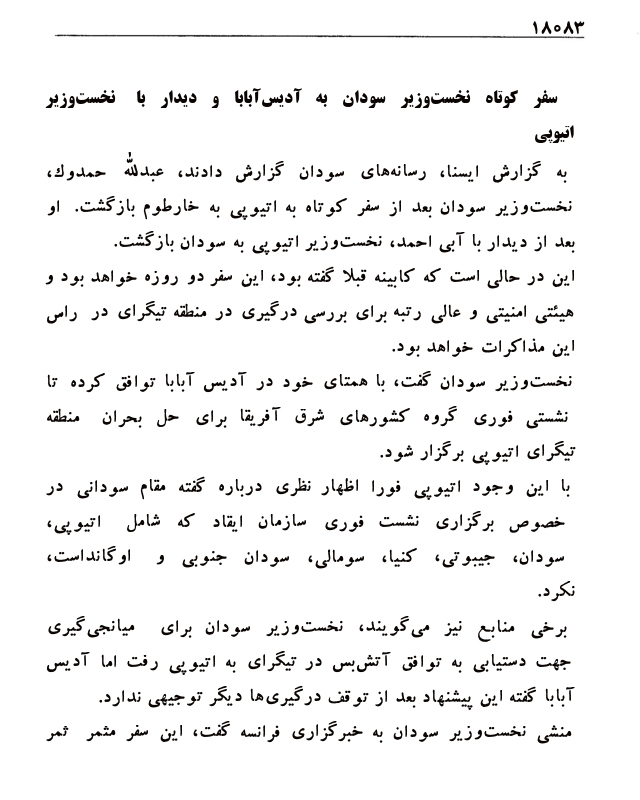 ۱۸۰۸۳
سفر کوتاه نخست‌وزیر سودان به آدیس‌آبابا و دیدار با نخست‌وزیر
اتیوپی
به گزارش ایسنا، رسانه‌های سودان گزارش دادند، عبدالله حمدوك،
نخست‌وزیر سودان بعد از سفر کوتاه به اتیوپی به خارطوم بازگشت. او
بعد از دیدار با آبی احمد، نخست‌وزیر اتیوپی به سودان بازگشت.
این در حالی است که کابینه قبلا گفته بود، این سفر دو روزه خواهد بود و
هیئتی امنیتی و عالی رتبه برای بررسی درگیری در منطقه تیگرای در راس
این مذاکرات خواهد بود.
نخست‌وزیر سودان گفت، با همتای خود در آدیس آبابا توافق کرده تا
نشستی فوری گروه کشورهای شرق آفریقا برای حل بحران منطقه
تیگرای اتیوپی برگزار شود.
با این وجود اتیوپی فورا اظهار نظری درباره گفته مقام سودانی در
خصوص برگزاری نشست فوری سازمان ایقاد که شامل اتیوپی،
سودان، جیبوتی، کنیا، سومالی، سودان جنوبی و اوگانداست،
نکرد.
برخی منابع نیز می‌گویند، نخست‌وزیر سودان برای میانجی‌گیری
جهت دستیابی به توافق آتش‌بس در تیگرای به اتیوپی رفت اما آدیس
آبابا گفته این پیشنهاد بعد از توقف درگیری‌ها دیگر توجیهی ندارد.
منشی نخست‌وزیر سودان به خبرگزاری فرانسه گفت، این سفر مثمر ثمر